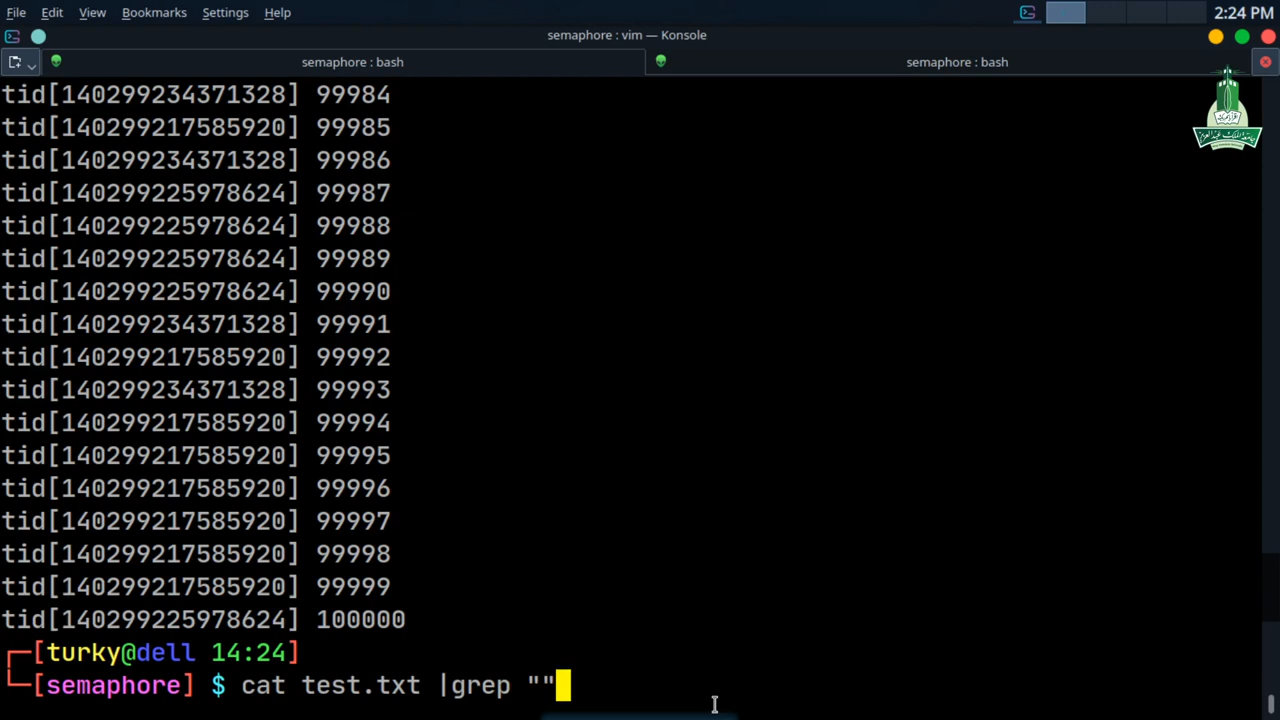 File Edit View Bookmarks Settings Help 2:24 PM
semaphore : vim — Konsole
semaphore : bash semaphore : bash
tid[140299234371328] 99984
tid[140299217585920] 99985
tid[140299234371328] 99986
tid[140299225978624] 99987
tid[140299225978624] 99988
tid[140299225978624] 99989
tid[140299225978624] 99990
tid[140299234371328] 99991
tid[140299217585920] 99992
tid[140299234371328] 99993
tid[140299217585920] 99994
tid[140299217585920] 99995
tid[140299217585920] 99996
tid[140299217585920] 99997
tid[140299217585920] 99998
tid[140299217585920] 99999
tid[140299225978624] 100000
[turky@dell 14:24]
[semaphore] $ cat test.txt |grep ""
جامعة الملك عبد العزيز